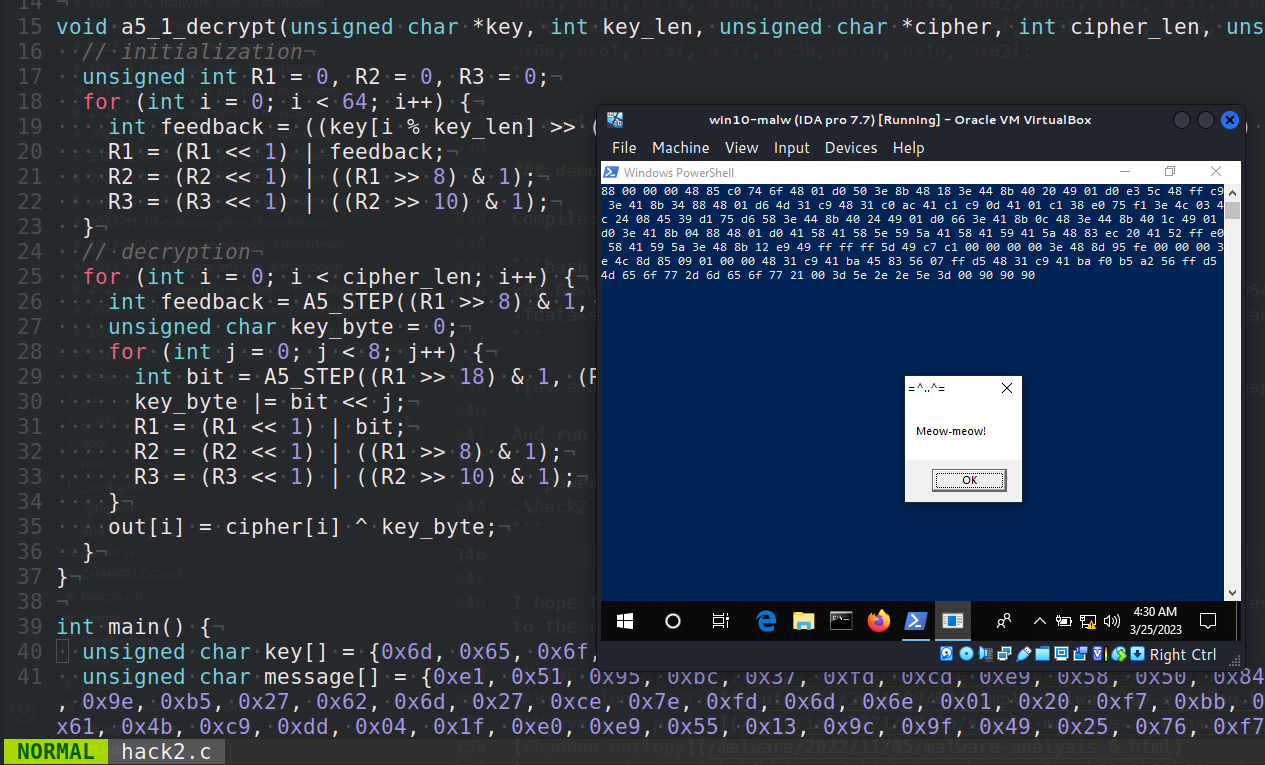 14 ¬
15 void a5_1_decrypt(unsigned char *key, int key_len, unsigned char *cipher, int cipher_len, uns
16 // initialization¬
17 unsigned int R1 = 0, R2 = 0, R3 = 0;¬
18 for (int i = 0; i < 64; i++) {¬
19 int feedback = ((key[i % key_len] >> (
20 R1 = (R1 << 1) | feedback;¬
21 R2 = (R2 << 1) | ((R1 >> 8) & 1);¬
22 R3 = (R3 << 1) | ((R2 >> 10) & 1);¬
23 }¬
24 // decryption¬
25 for (int i = 0; i < cipher_len; i++) {¬
26 int feedback = A5_STEP((R1 >> 8) & 1,
27 unsigned char key_byte = 0;¬
28 for (int j = 0; j < 8; j++) {¬
29 int bit = A5_STEP((R1 >> 18) & 1, (R
30 key_byte |= bit << j;¬
31 R1 = (R1 << 1) | bit;¬
32 R2 = (R2 << 1) | ((R1 >> 8) & 1);¬
33 R3 = (R3 << 1) | ((R2 >> 10) & 1);¬
34 }¬
35 out[i] = cipher[i] ^ key_byte;¬
36 }¬
37 }¬
38 ¬
39 int main() {¬
40 unsigned char key[] = {0x6d, 0x65, 0x6f,
41 unsigned char message[] = {0xe1, 0x51, 0x95, 0xbc, 0x37, 0xfd, 0xcd, 0xe9, 0x58, 0x50, 0x84
, 0x9e, 0xb5, 0x27, 0x62, 0x6d, 0x27, 0xce, 0x7e, 0xfd, 0x6d, 0x6e, 0x01, 0x20, 0xf7, 0xbb, 0
x61, 0x4b, 0xc9, 0xdd, 0x04, 0x1f, 0xe0, 0xe9, 0x55, 0x13, 0x9c, 0x9f, 0x49, 0x25, 0x76, 0xf7
NORMAL hack2.c
win10-malw (IDA pro 7.7) [Running] - Oracle VM VirtualBox
File Machine View Input Devices Help
Windows PowerShell
88 00 00 00 48 85 c0 74 6f 48 01 d0 50 3e 8b 48 18 3e 44 8b 40 20 49 01 d0 e3 5c 48 ff c9
3e 41 8b 34 88 48 01 d6 4d 31 c9 48 31 c0 ac 41 c1 c9 0d 41 01 c1 38 e0 75 f1 3e 4c 03 4
c 24 08 45 39 d1 75 d6 58 3e 44 8b 40 24 49 01 d0 66 3e 41 8b 0c 48 3e 44 8b 40 1c 49 01
d0 3e 41 8b 04 88 48 01 d0 41 58 41 58 5e 59 5a 41 58 41 59 41 5a 48 83 ec 20 41 52 ff e0
58 41 59 5a 3e 48 8b 12 e9 49 ff ff ff 5d 49 c7 c1 00 00 00 00 3e 48 8d 95 fe 00 00 00 3
e 4c 8d 85 09 01 00 00 48 31 c9 41 ba 45 83 56 07 ff d5 48 31 c9 41 ba f0 b5 a2 56 ff d5
4d 65 6f 77 2d 6d 65 6f 77 21 00 3d 5e 2e 2e 5e 3d 00 90 90 90
=^..^=
Meow-meow!
OK
4:30 AM
3/25/2023
Right Ctrl